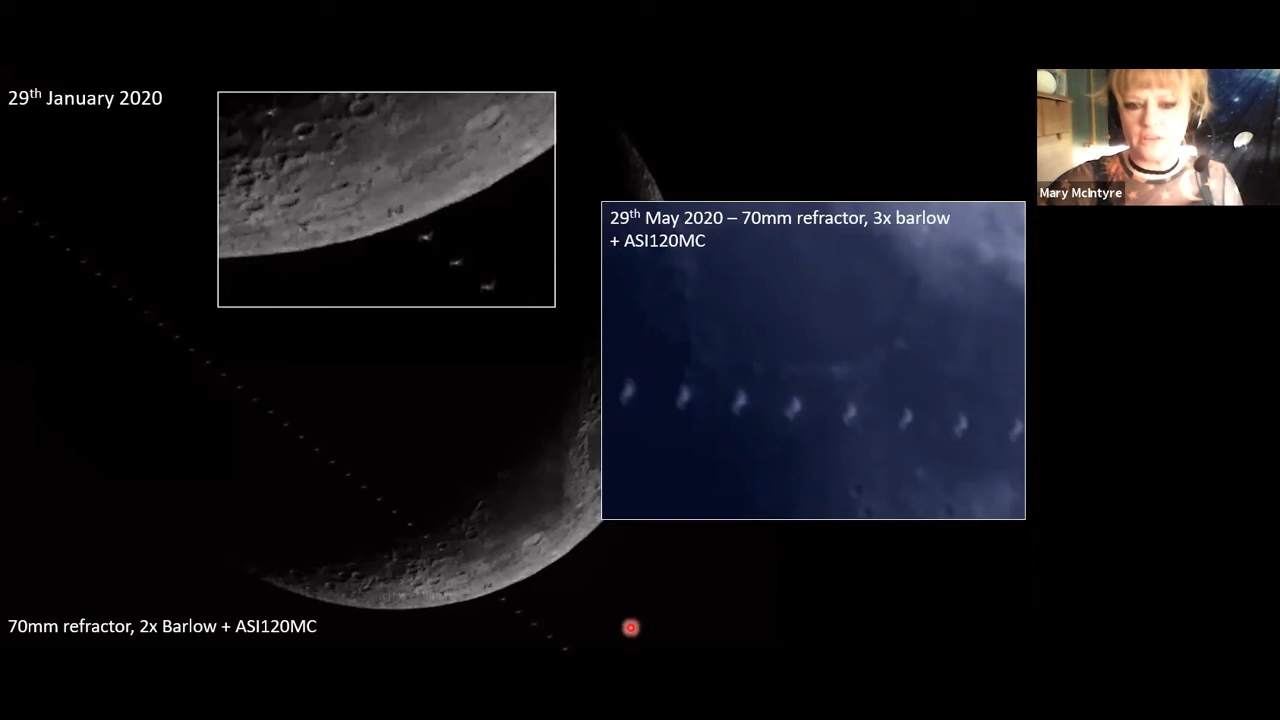 29th January 2020
Mary McIntyre
29th May 2020 – 70mm refractor, 3x barlow
+ ASI120MC
70mm refractor, 2x Barlow + ASI120MC